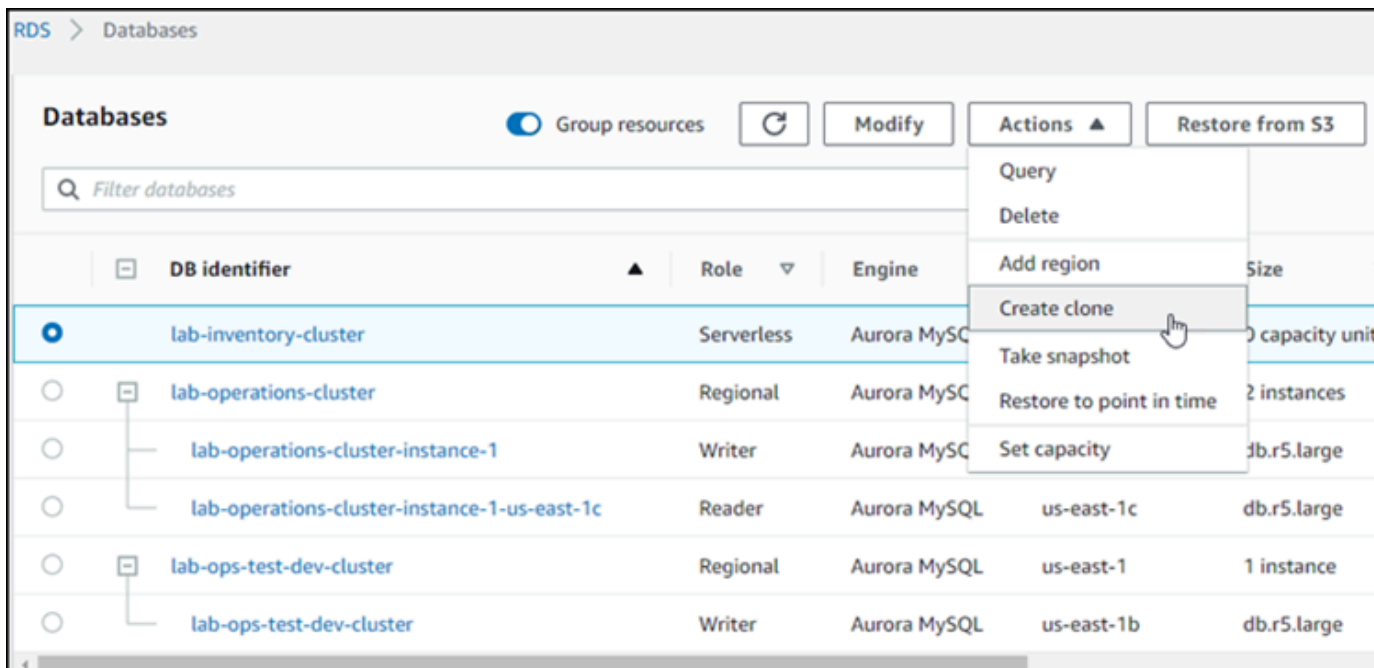 RDS > Databases
Databases Group resources Modify Actions ▲ Restore from S3
Filter databases
Query
Delete
Add region
Create clone
Take snapshot
Restore to point in time
Set capacity
DB identifier ▲ Role ▽ Engine Size
lab-inventory-cluster Serverless Aurora capacity
lab-operations-cluster Regional Aurora 2 instances
lab-operations-cluster-instance-1 Writer Aurora db.r5.large
lab-operations-cluster-instance-1-us-east-1c Reader Aurora MySQL us-east-1c db.r5.large
lab-ops-test-dev-cluster Regional Aurora MySQL us-east-1 1 instance
lab-ops-test-dev-cluster Writer Aurora MySQL us-east-1b db.r5.large